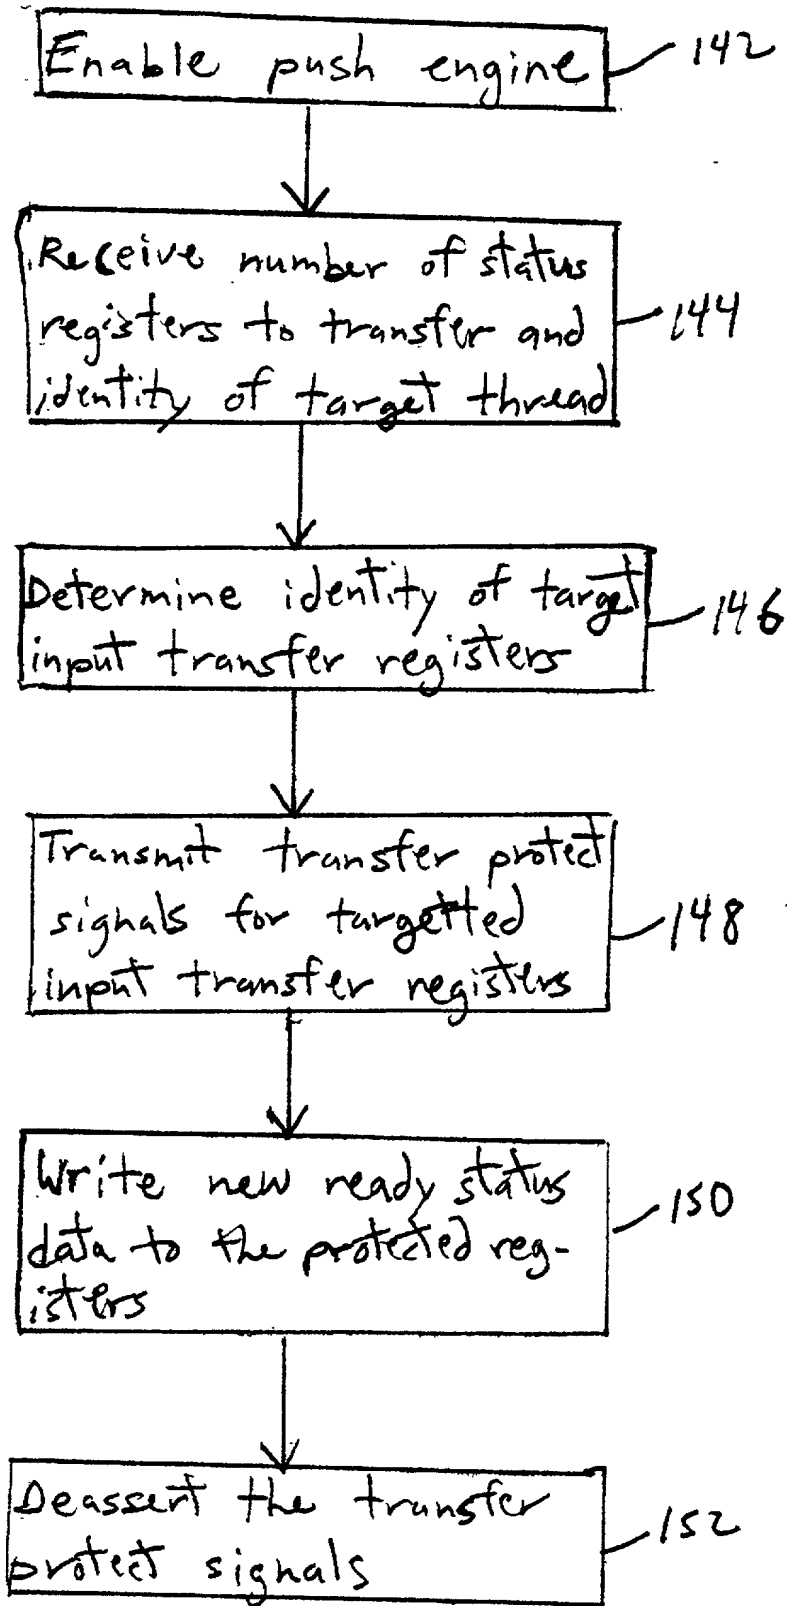 Enable push engine
142
Receive number of status
registers to transfer and
identity of target thread
144
Determine identity of target
input transfer registers
146
Transmit transfer protect
signals for targetted
input transfer registers
148
Write new ready status
data to the protected reg-
isters
150
Deassert the transfer
protect signals
152